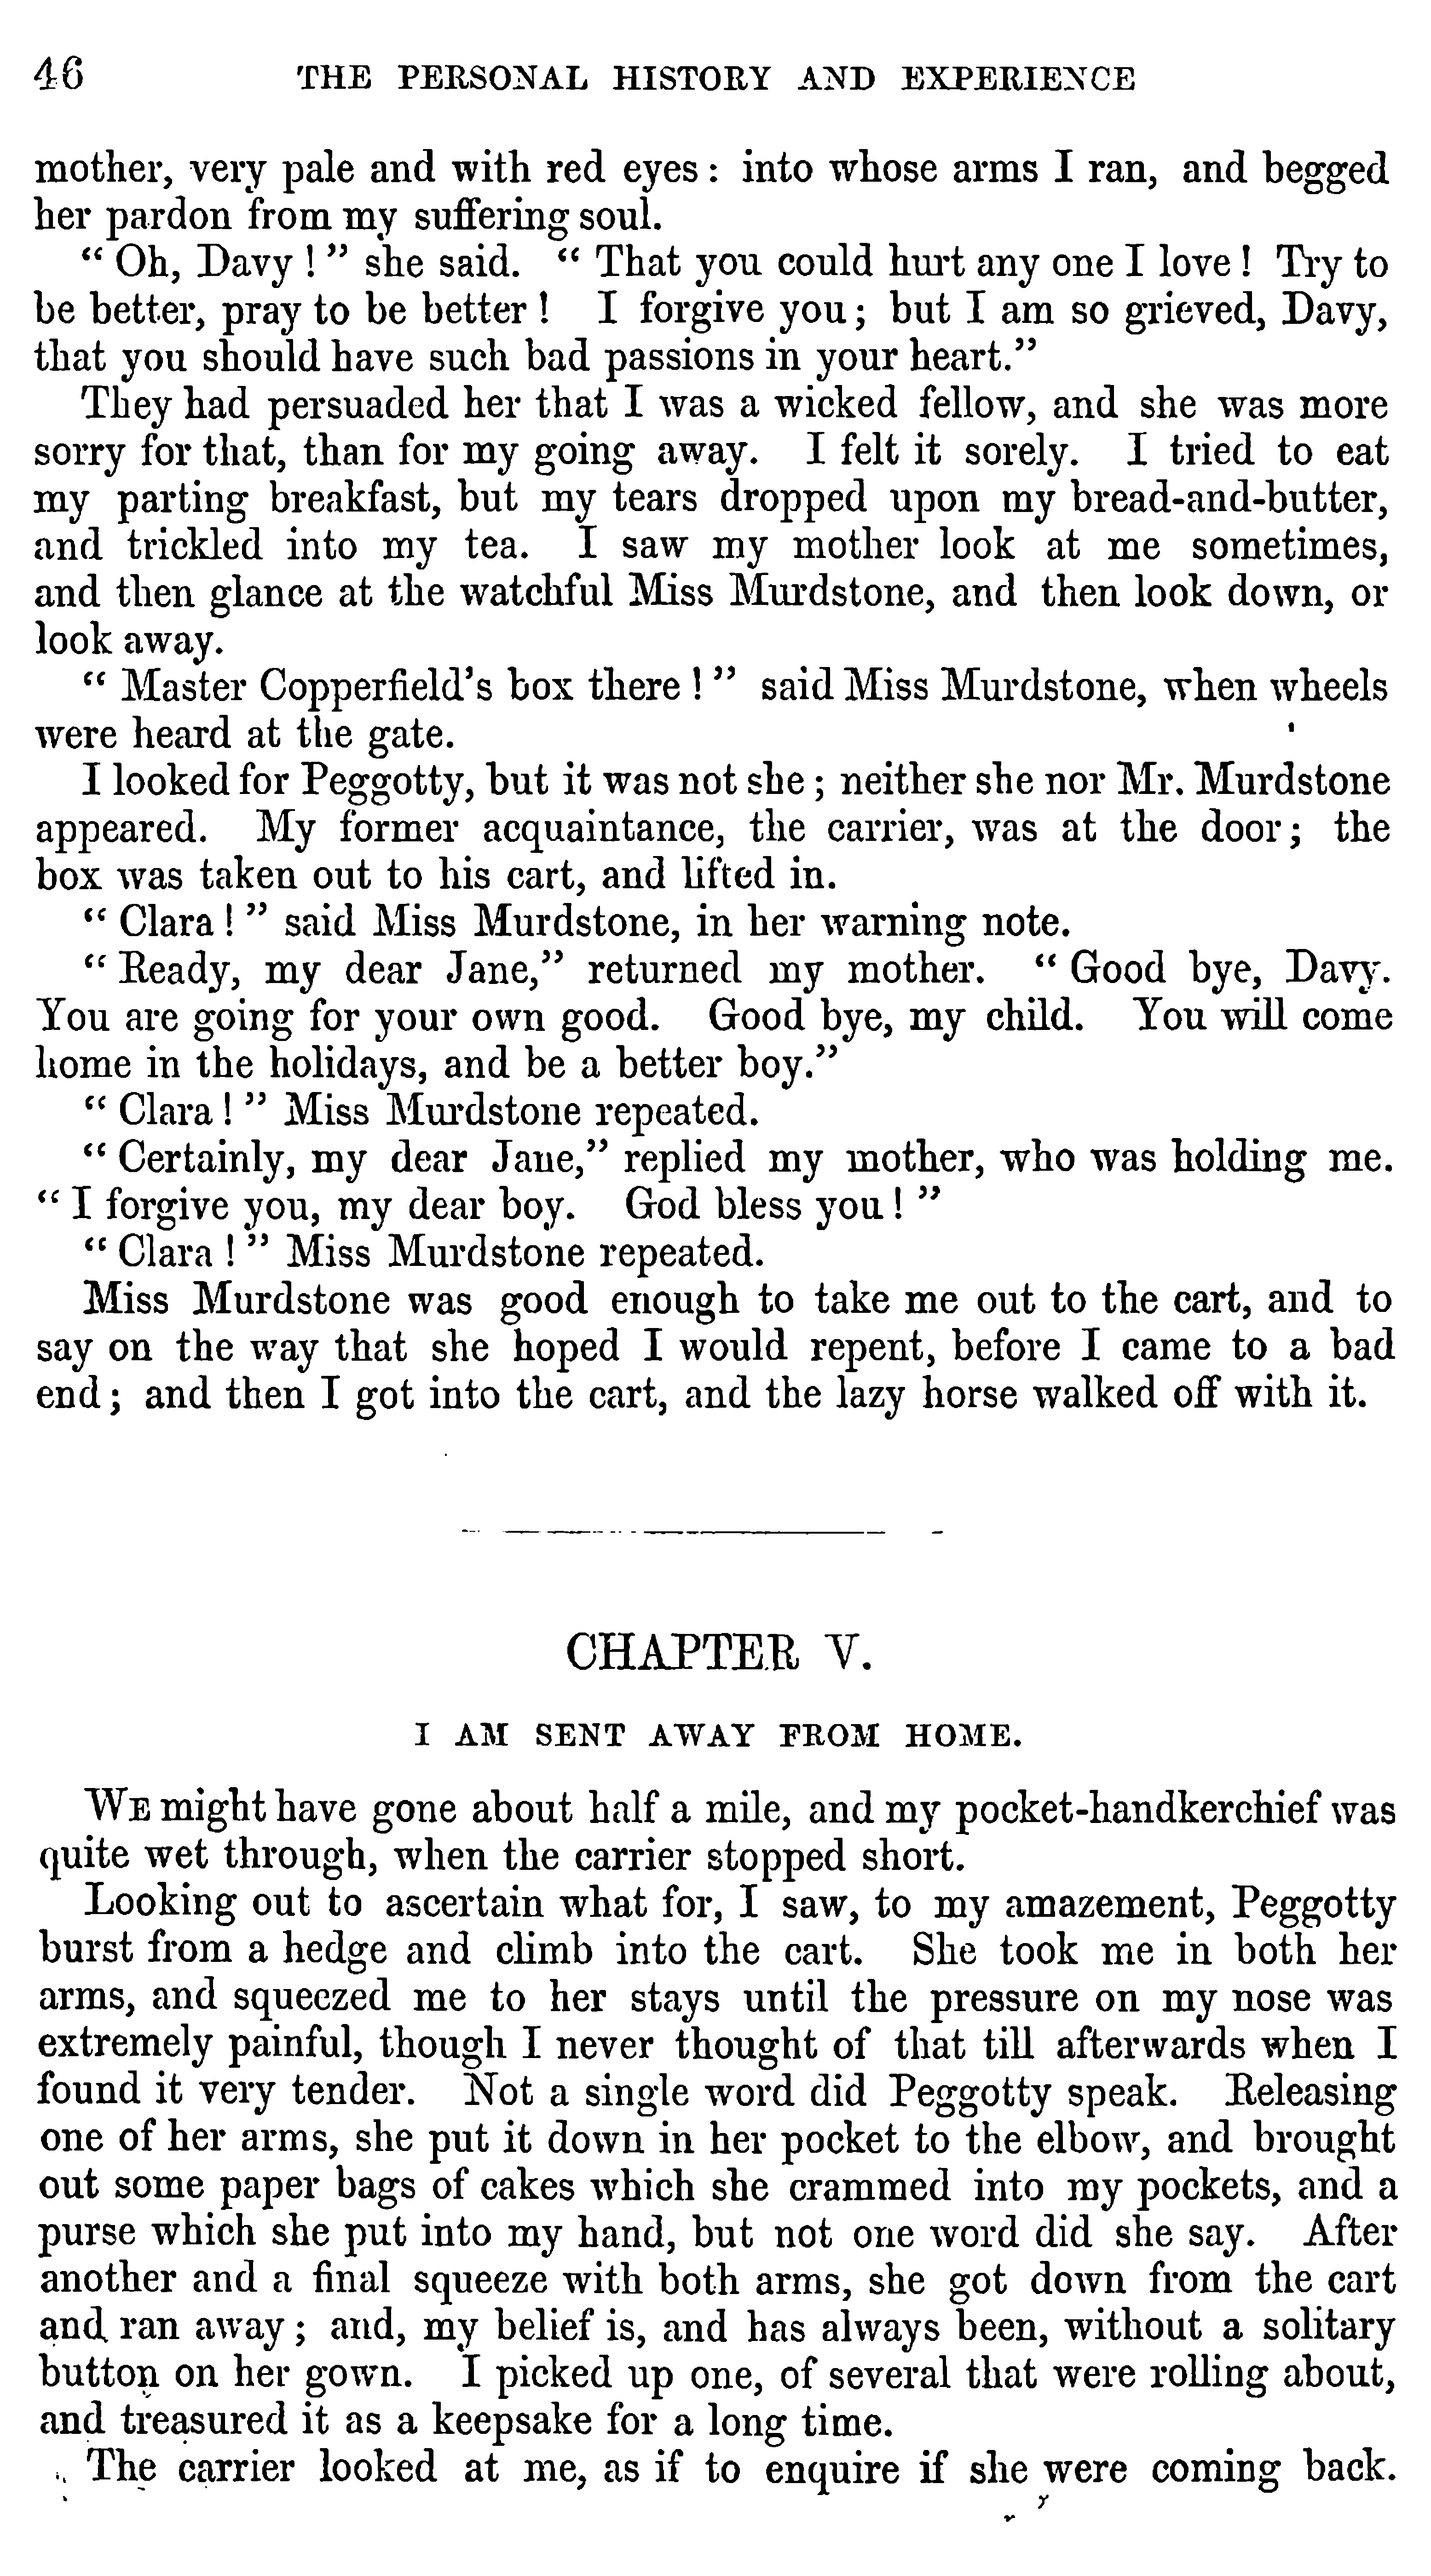 46 THE PERSONAL HISTORY AND EXPERIENCE
mother, very pale and with red eyes: into whose arms I ran, and begged
her pardon from my suffering soul.
“Oh, Davy!” she said. “That you could hurt any one I love! Try to
be better, pray to be better! I forgive you; but I am so grieved, Davy,
that you should have such bad passions in your heart.”
They had persuaded her that I was a wicked fellow, and she was more
sorry for that, than for my going away. I felt it sorely. I tried to eat
my parting breakfast, but my tears dropped upon my bread-and-butter,
and trickled into my tea. I saw my mother look at me sometimes,
and then glance at the watchful Miss Murdstone, and then look down, or
look away.
“Master Copperfield's box there!” said Miss Murdstone, when wheels
were heard at the gate.
I looked for Peggotty, but it was not she; neither she nor Mr. Murdstone
appeared. My former acquaintance, the carrier, was at the door; the
box was taken out to his cart, and lifted in.
“Clara!” said Miss Murdstone, in her warning note.
“Ready, my dear Jane,” returned my mother. “Good bye, Davy.
You are going for your own good. Good bye, my child. You will come
home in the holidays, and be a better boy.”
“Clara!” Miss Murdstone repeated.
“Certainly, my dear Jane,” replied my mother, who was holding me.
“I forgive you, my dear boy. God bless you!”
“Clara!” Miss Murdstone repeated.
Miss Murdstone was good enough to take me out to the cart, and to
say on the way that she hoped I would repent, before I came to a bad
end; and then I got into the cart, and the lazy horse walked off with it.
CHAPTER V.
I AM SENT AWAY FROM HOME.
WE might have gone about half a mile, and my pocket-handkerchief was
quite wet through, when the carrier stopped short.
Looking out to ascertain what for, I saw, to my amazement, Peggotty
burst from a hedge and climb into the cart. She took me in both her
arms, and squeezed me to her stays until the pressure on my nose was
extremely painful, though I never thought of that till afterwards when I
found it very tender. Not a single word did Peggotty speak. Releasing
one of her arms, she put it down in her pocket to the elbow, and brought
out some paper bags of cakes which she crammed into my pockets, and a
purse which she put into my hand, but not one word did she say. After
another and a final squeeze with both arms, she got down from the cart
and ran away; and, my belief is, and has always been, without a solitary
button on her gown. I picked up one, of several that were rolling about,
and treasured it as a keepsake for a long time.
The carrier looked at me, as if to enquire if she were coming back.